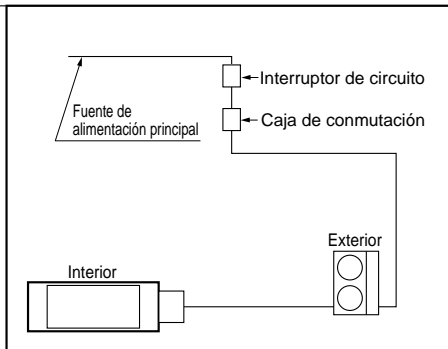 Interruptor de circuito
Fuente de
alimentación principal
Caja de conmutación
Exterior
Interior